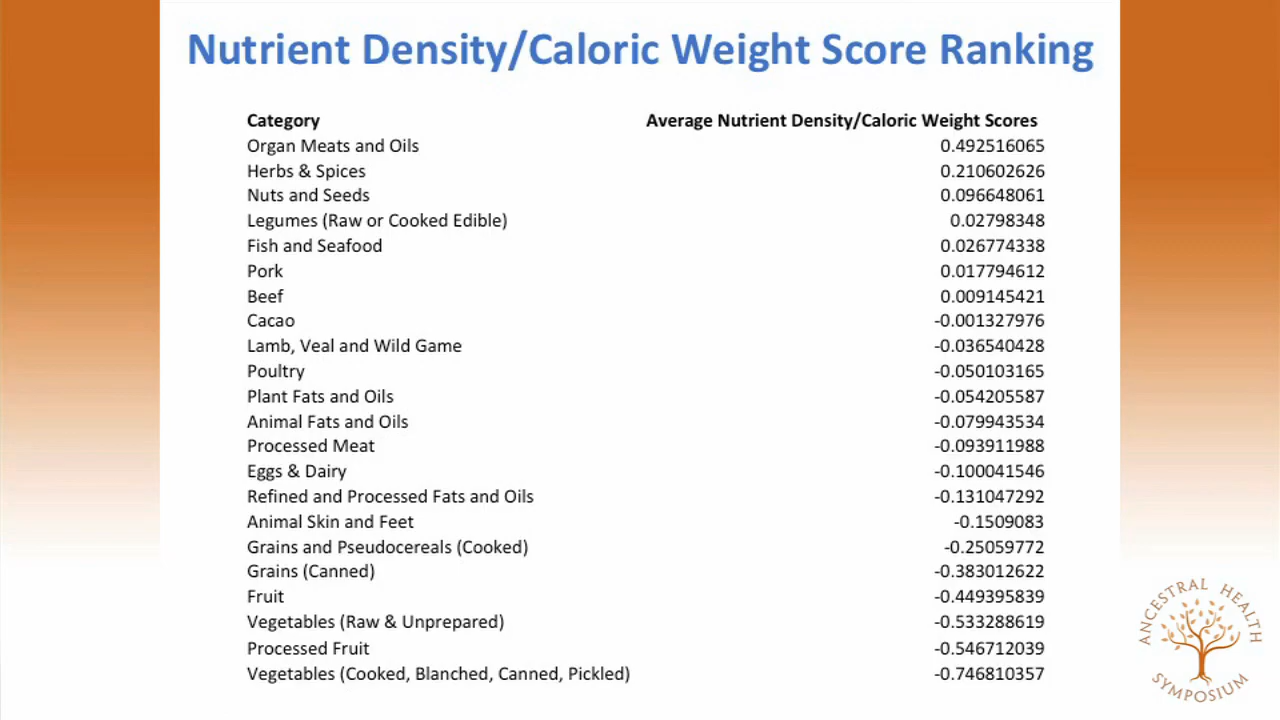 Nutrient Density/Caloric Weight Score Ranking
Category Average Nutrient Density/Caloric Weight Scores
Organ Meats and Oils 0.492516065
Herbs & Spices 0.210602626
Nuts and Seeds 0.096648061
Legumes (Raw or Cooked Edible) 0.02798348
Fish and Seafood 0.026774338
Pork 0.017794612
Beef 0.009145421
Cacao -0.001327976
Lamb, Veal and Wild Game -0.036540428
Poultry -0.050103165
Plant Fats and Oils -0.054205587
Animal Fats and Oils -0.079943534
Processed Meat -0.093911988
Eggs & Dairy -0.100041546
Refined and Processed Fats and Oils -0.131047292
Animal Skin and Feet -0.1509083
Grains and Pseudocereals (Cooked) -0.25059772
Grains (Canned) -0.383012622
Fruit -0.449395839
Vegetables (Raw & Unprepared) -0.533288619
Processed Fruit -0.546712039
Vegetables (Cooked, Blanched, Canned, Pickled) -0.746810357
ANCESTRAL HEALTH
SYMPOSIUM